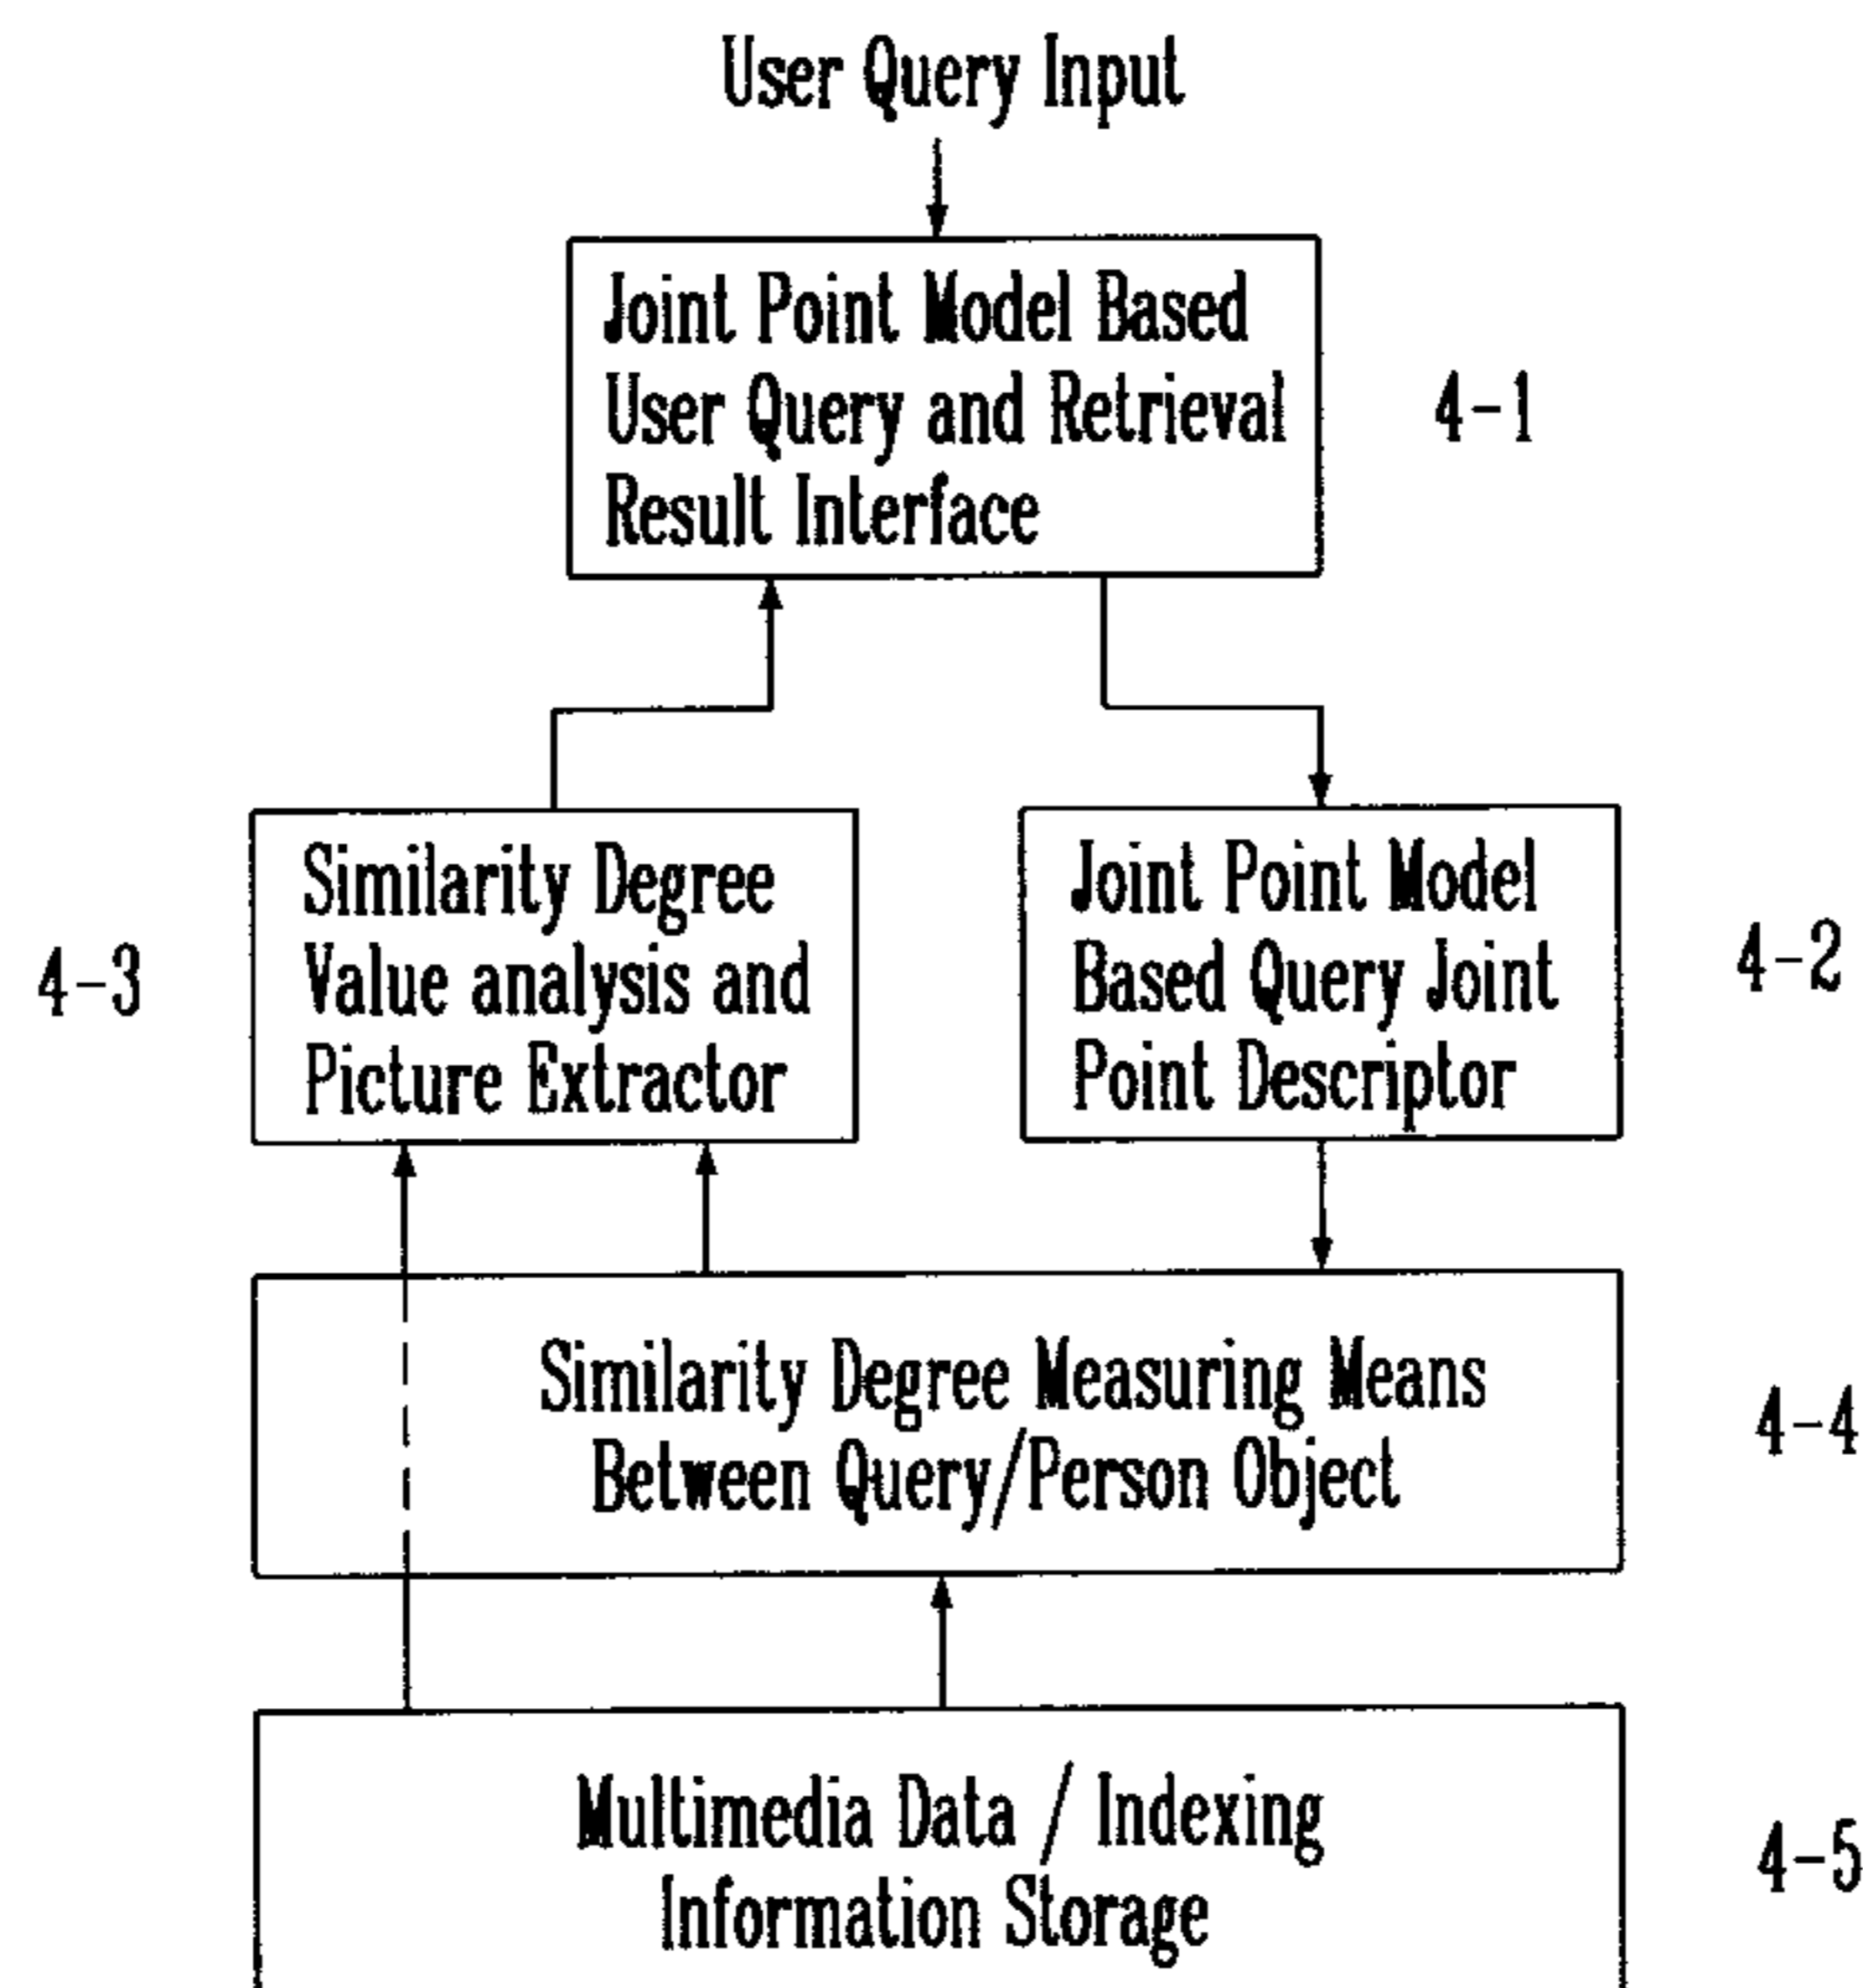 User Query Input
Joint Point Model Based
User Query and Retrieval
Result Interface
4-1
Similarity Degree
Value analysis and
Picture Extractor
4-3
Joint Point Model
Based Query Joint
Point Descriptor
4-2
Similarity Degree Measuring Means
Between Query/Person Object
4-4
Multimedia Data / Indexing
Information Storage
4-5